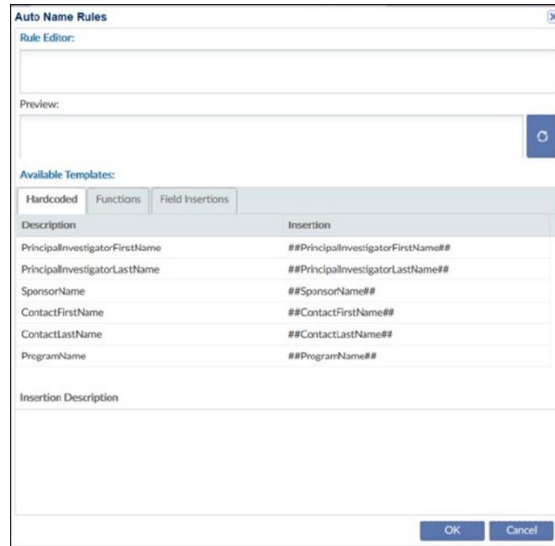 Auto Name Rules
Rule Editor:
Preview:
Available Templates:
Hardcoded Functions Field Insertions
Description Insertion
PrincipalInvestigatorFirstName ##PrincipalInvestigatorFirstName##
PrincipalInvestigatorLastName ##PrincipalInvestigatorLastName##
SponsorName ##SponsorName##
ContactFirstName ##ContactFirstName##
ContactLastName ##ContactLastName##
ProgramName ##ProgramName##
Insertion Description
OK Cancel